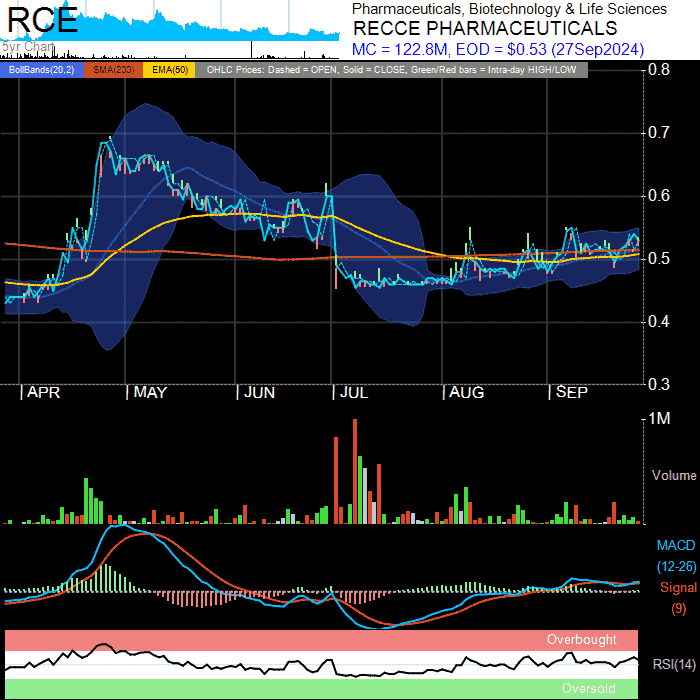 RCE
Pharmaceuticals, Biotechnology & Life Sciences
RECCE PHARMACEUTICALS
MC = 122.8M, EOD = $0.53 (27Sep2024)
5yr Chart
BollBands(20,2) SMA(200) EMA(50) OHLC Prices: Dashed = OPEN, Solid = CLOSE, Green/Red bars = Intra-day HIGH/LOW
0.8
0.7
0.6
0.5
0.4
0.3
| APR | MAY | JUN | JUL | AUG | SEP
1M
Volume
MACD
(12-26)
Signal
(9)
Overbought
RSI(14)
Oversold